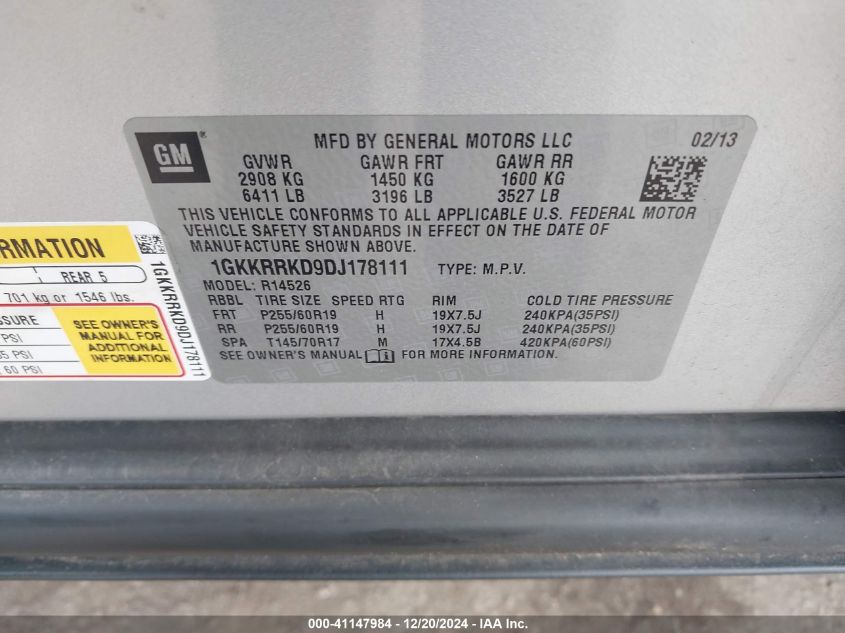 GM ®
MFD BY GENERAL MOTORS LLC
02/13
GVWR GAWR FRT GAWR RR
2908 KG 1450 KG 1600 KG
6411 LB 3196 LB 3527 LB
THIS VEHICLE CONFORMS TO ALL APPLICABLE U.S. FEDERAL MOTOR
VEHICLE SAFETY STANDARDS IN EFFECT ON THE DATE OF
MANUFACTURE SHOWN ABOVE.
1GKKRRKD9DJ178111 TYPE: M.P.V.
MODEL: R14526
RBBL TIRE SIZE SPEED RTG RIM COLD TIRE PRESSURE
FRT P255/60R19 H 19X7.5J 240KPA(35PSI)
RR P255/60R19 H 19X7.5J 240KPA(35PSI)
SPA T145/70R17 M 17X4.5B 420KPA(60PSI)
SEE OWNER'S MANUAL FOR MORE INFORMATION.
RMATION
REAR 5
701 kg or 1546 lbs.
SSURE
PSI
PSI
60 PSI
SEE OWNER'S
MANUAL FOR
ADDITIONAL
INFORMATION
1GKKRRKD9DJ178111
000-41147984 - 12/20/2024 - IAA Inc.